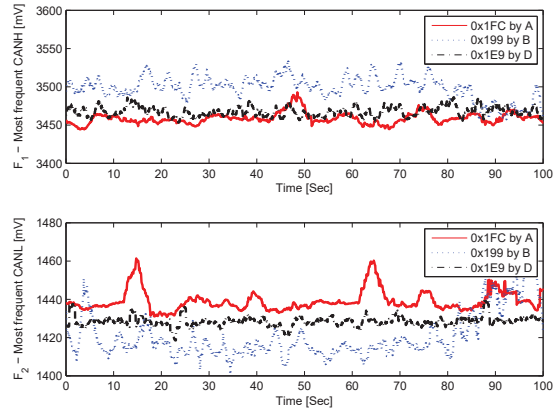 3600
3550
3500
3450
3400
F1 − Most frequent CANH [mV]
0x1FC by A
0x199 by B
0x1E9 by D
0 10 20 30 40 50 60 70 80 90 100
Time [Sec]
1480
1460
1440
1420
1400
F2 − Most frequent CANL [mV]
0x1FC by A
0x199 by B
0x1E9 by D
0 10 20 30 40 50 60 70 80 90 100
Time [Sec]